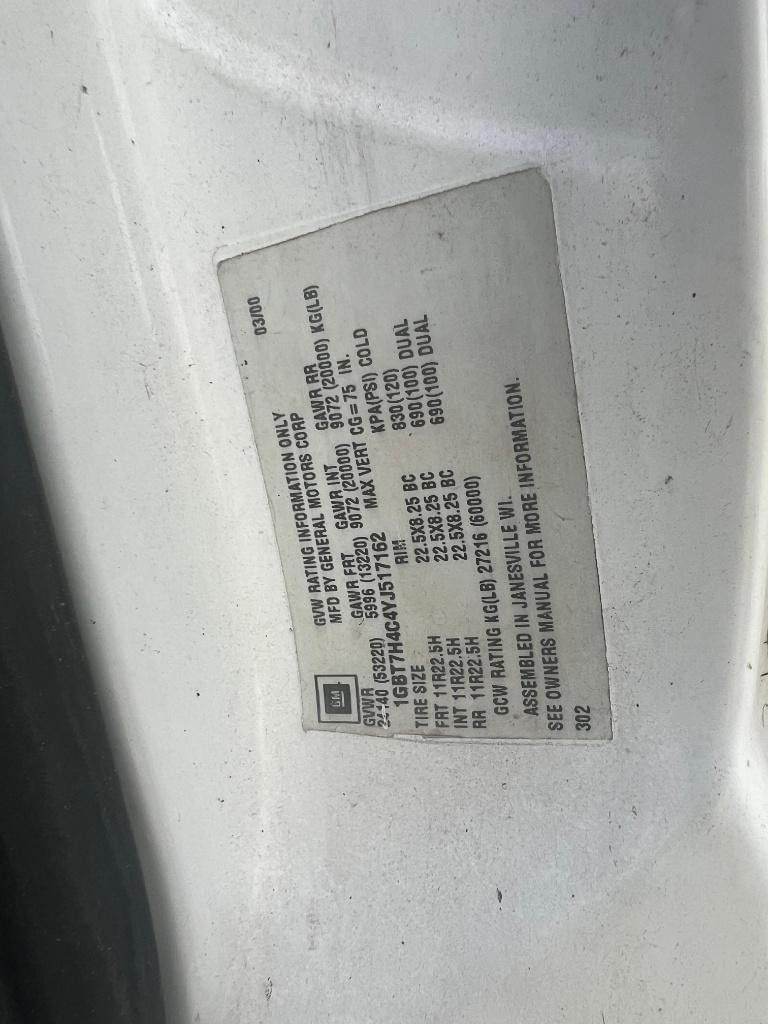 03/00
GVW RATING INFORMATION ONLY
MFD BY GENERAL MOTORS CORP
GM
GVWR GAWR FRT GAWR INT GAWR RR
24140 (53220) 5996 (13220) 9072 (20000) 9072 (20000) KG(LB)
1GBT7H4C4YJ517162 MAX VERT CG=75 IN.
TIRE SIZE RIM KPA(PSI) COLD
FRT 11R22.5H 22.5X8.25 BC 830(120)
INT 11R22.5H 22.5X8.25 BC 690(100) DUAL
RR 11R22.5H 22.5X8.25 BC 690(100) DUAL
GCW RATING KG(LB) 27216 (60000)
ASSEMBLED IN JANESVILLE WI.
SEE OWNERS MANUAL FOR MORE INFORMATION.
302